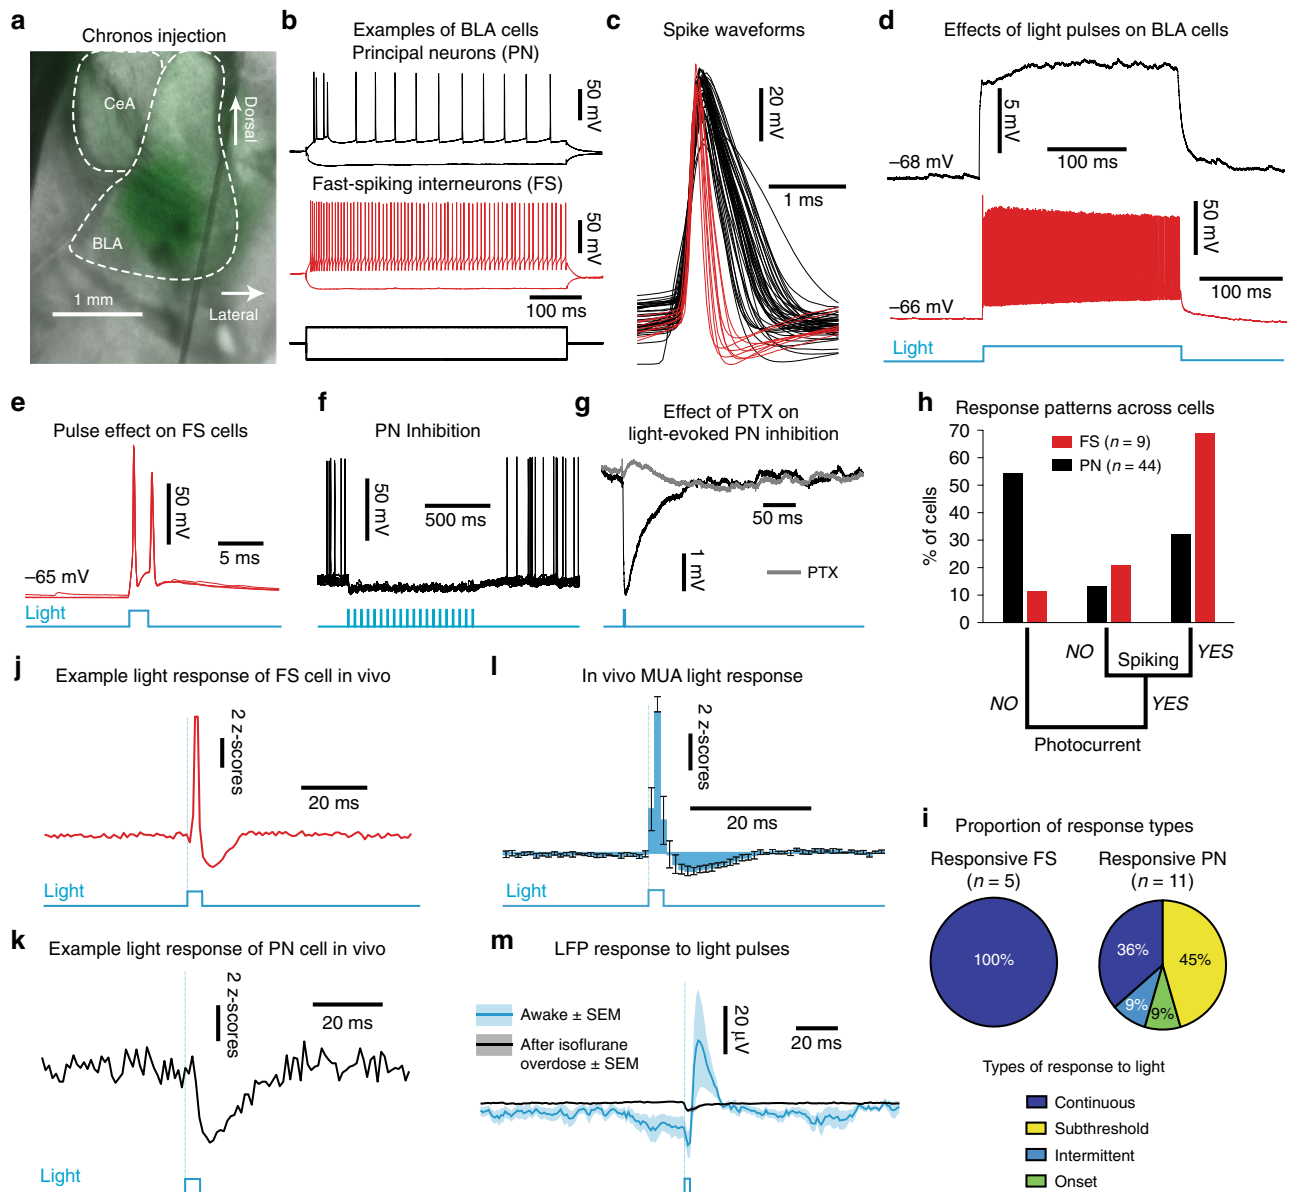 a
Chronos injection
CeA
Dorsal
BLA
1 mm
Lateral
b
Examples of BLA cells
Principal neurons (PN)
50 mV
Fast-spiking interneurons (FS)
50 mV
100 ms
c
Spike waveforms
20 mV
1 ms
d
Effects of light pulses on BLA cells
5 mV
–68 mV
100 ms
50 mV
–66 mV
100 ms
Light
e
Pulse effect on FS cells
50 mV
5 ms
–65 mV
Light
f
PN Inhibition
50 mV
500 ms
g
Effect of PTX on
light-evoked PN inhibition
50 ms
1 mV
PTX
h
Response patterns across cells
% of cells
70
60
50
40
30
20
10
0
FS (n = 9)
PN (n = 44)
NO
Spiking
YES
NO
YES
Photocurrent
j
Example light response of FS cell in vivo
2 z-scores
20 ms
Light
l
In vivo MUA light response
2 z-scores
20 ms
i
Proportion of response types
Responsive FS
(n = 5)
100%
Responsive PN
(n = 11)
36%
45%
9%
9%
Types of response to light
Continuous
Subthreshold
Intermittent
Onset
k
Example light response of PN cell in vivo
2 z-scores
20 ms
Light
m
LFP response to light pulses
Awake ± SEM
After isoflurane
overdose ± SEM
20 μV
20 ms